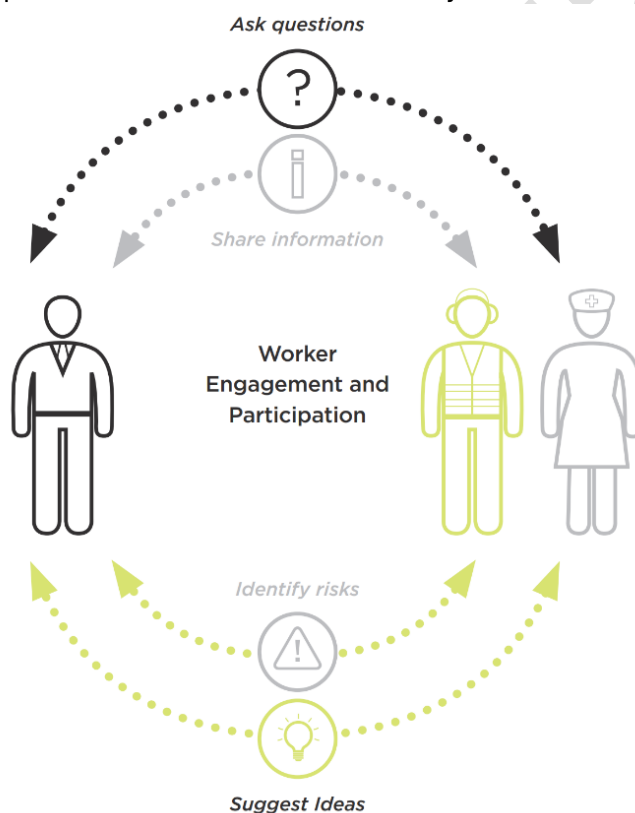 Ask questions
?
i
Share information
Worker
Engagement and
Participation
Identify risks
!
Suggest Ideas